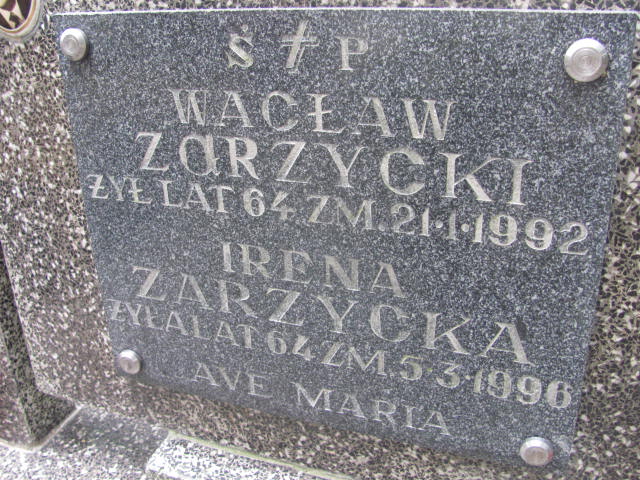 S † P
WACŁAW
ZARZYCKI
ŻYŁ LAT 64 ZM. 21·1·1992
IRENA
ZARZYCKA
ŻYŁA LAT 64 ZM. 5·3·1996
AVE MARIA